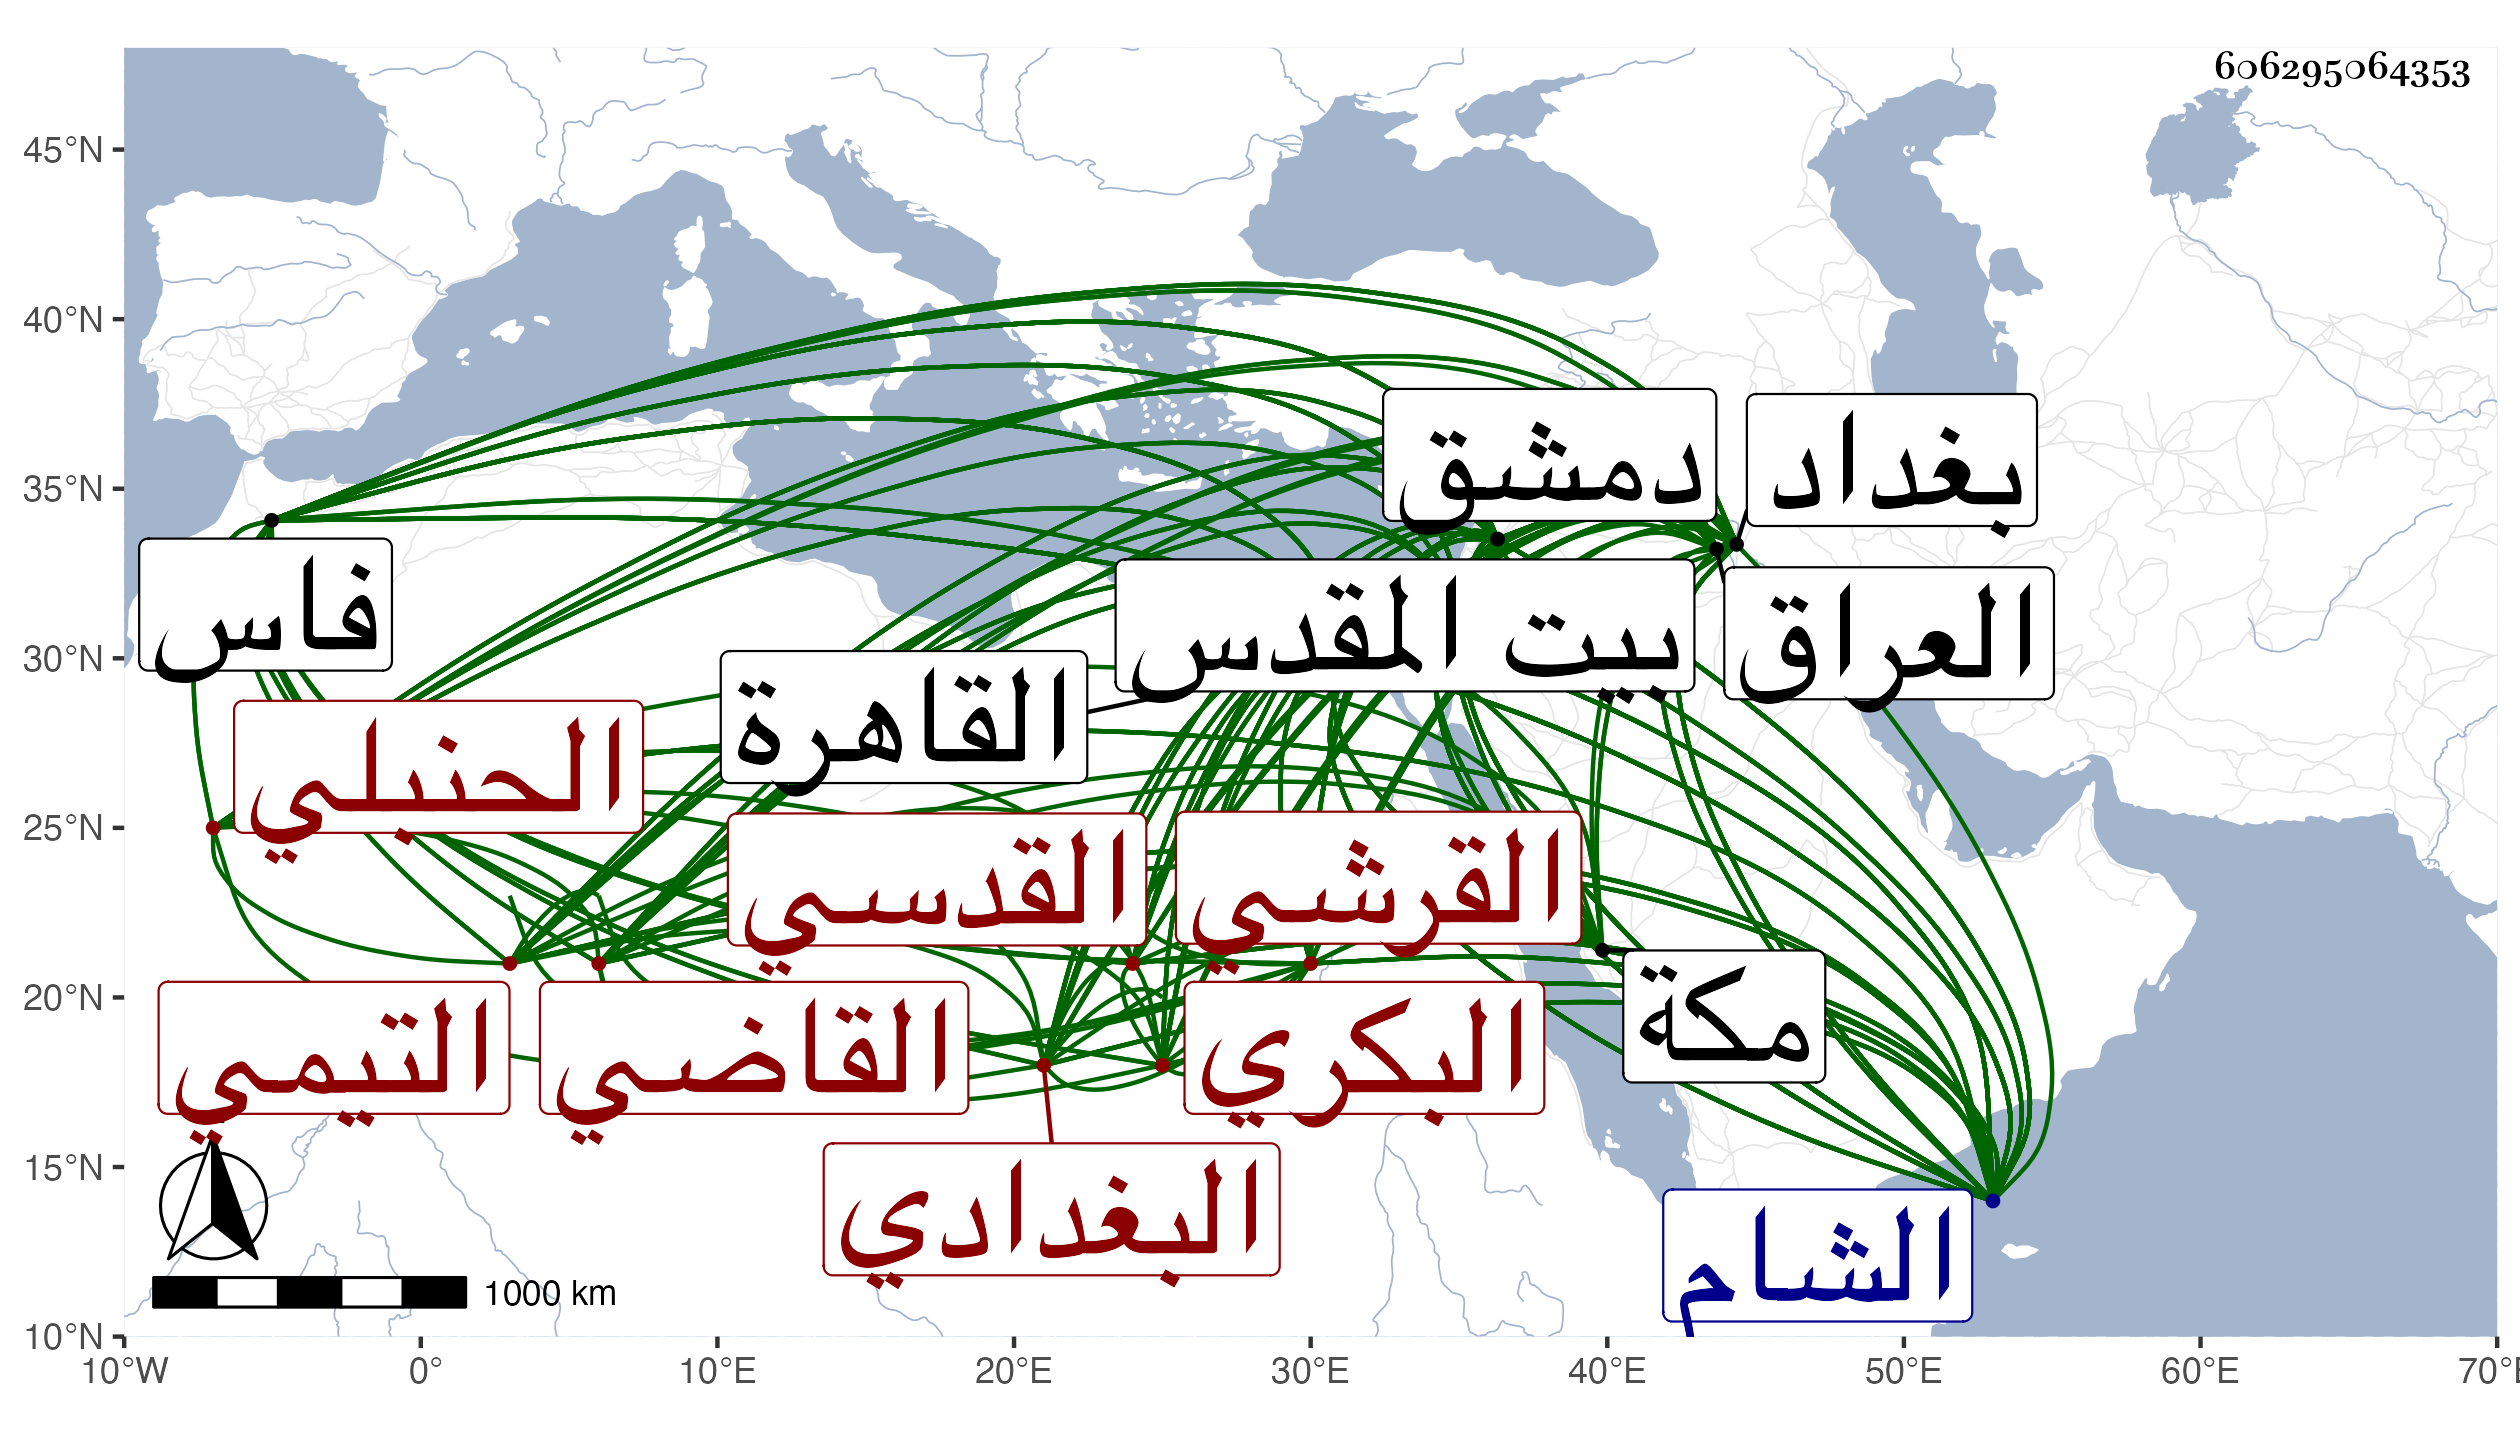 606295064353
45°N
40°N
35°N
30°N
25°N
20°N
15°N
10°N
دمشق
بغداد
فاس
بيت المقدس
العراق
القاهرة
الحنبلي
القدسي
القرشي
مكة
التيمي
القاضي
البكري
البغدادي
الشام
1000 km
10°W 0° 10°E 20°E 30°E 40°E 50°E 60°E 70°E